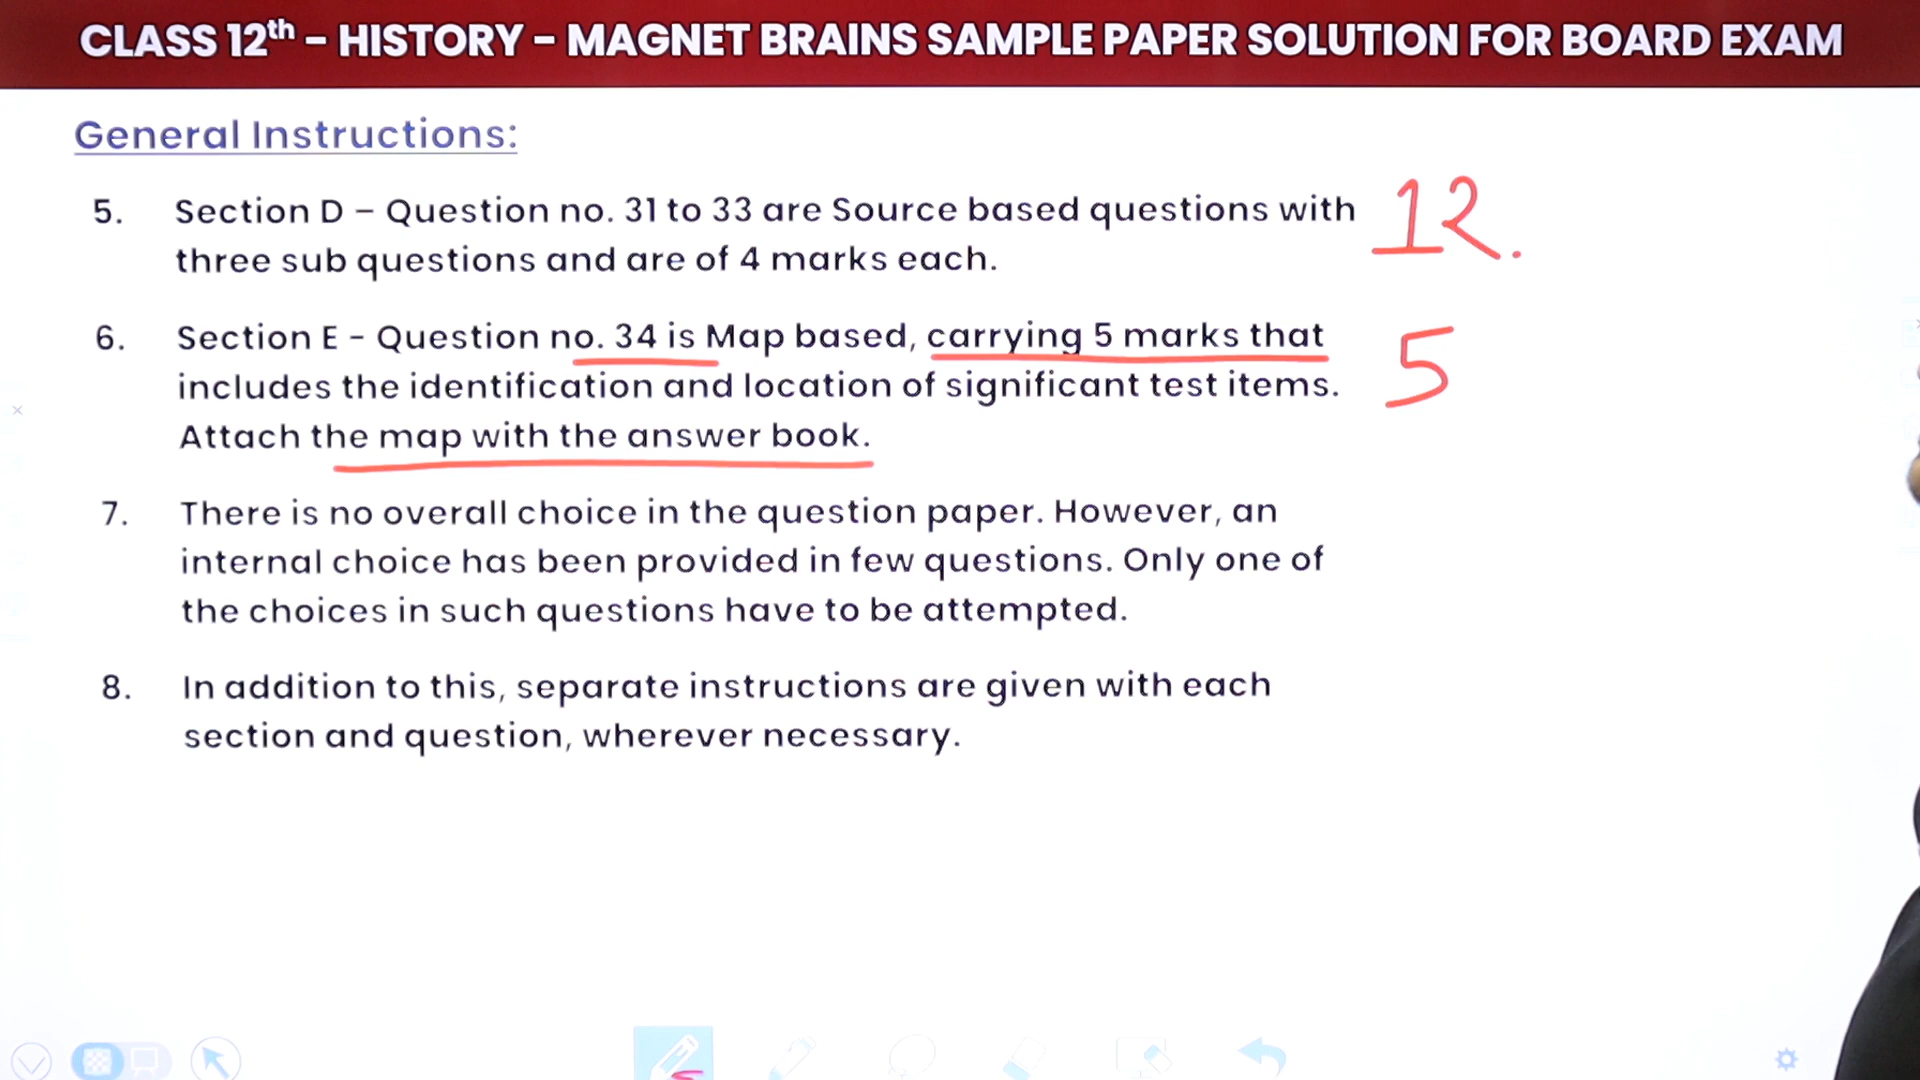 CLASS 12th – HISTORY – MAGNET BRAINS SAMPLE PAPER SOLUTION FOR BOARD EXAM
General Instructions:
5. Section D – Question no. 31 to 33 are Source based questions with 12.
three sub questions and are of 4 marks each.
6. Section E - Question no. 34 is Map based, carrying 5 marks that 5
includes the identification and location of significant test items.
Attach the map with the answer book.
7. There is no overall choice in the question paper. However, an
internal choice has been provided in few questions. Only one of
the choices in such questions have to be attempted.
8. In addition to this, separate instructions are given with each
section and question, wherever necessary.